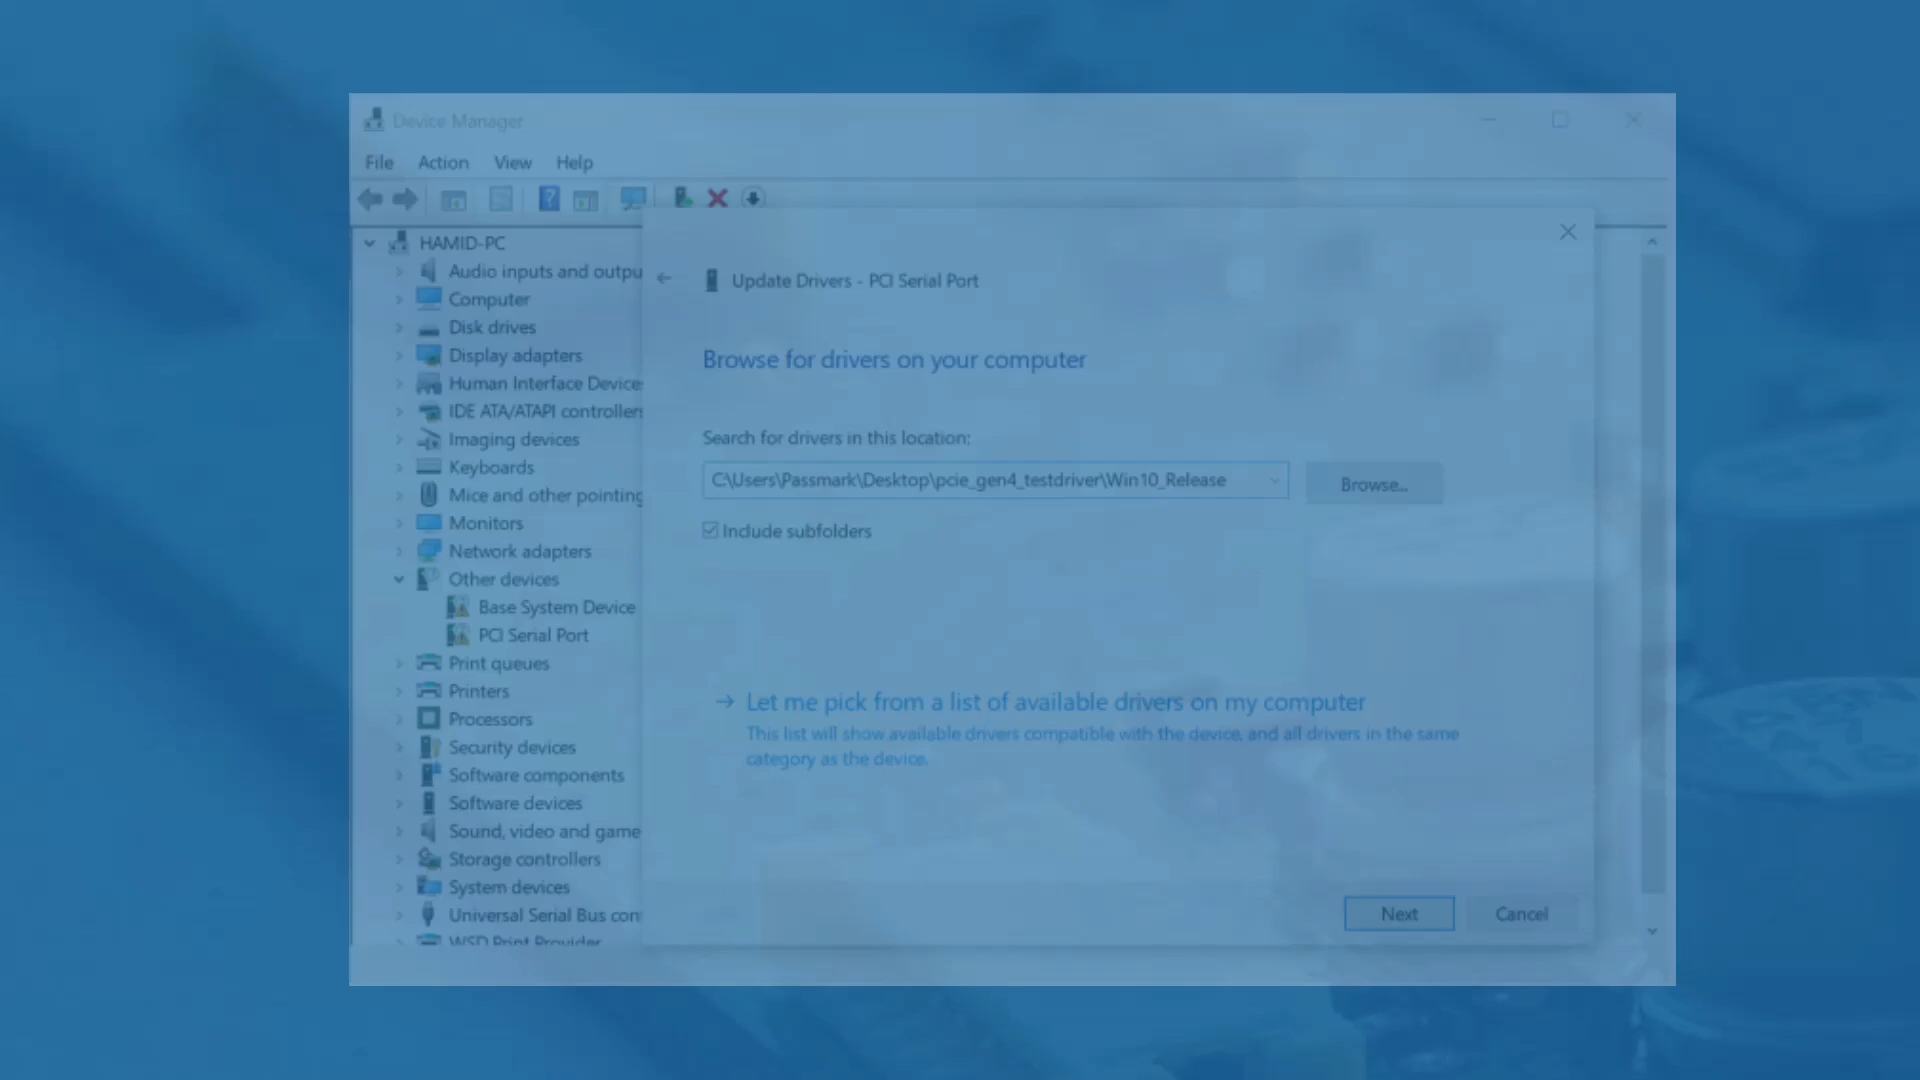 Device Manager
File Action View Help
HAMID-PC
Audio inputs and outpu
Computer
Disk drives
Display adapters
Human Interface Device
IDE ATA/ATAPI controllers
Imaging devices
Keyboards
Mice and other pointing
Monitors
Network adapters
Other devices
Base System Device
PCI Serial Port
Print queues
Printers
Processors
Security devices
Software components
Software devices
Sound, video and game
Storage controllers
System devices
Universal Serial Bus con
WSD Print Provider
Update Drivers - PCI Serial Port
Browse for drivers on your computer
Search for drivers in this location:
C:\Users\Passmark\Desktop\pcie_gen4_testdriver\Win10_Release
Browse...
Include subfolders
Let me pick from a list of available drivers on my computer
This list will show available drivers compatible with the device, and all drivers in the same
category as the device.
Next Cancel